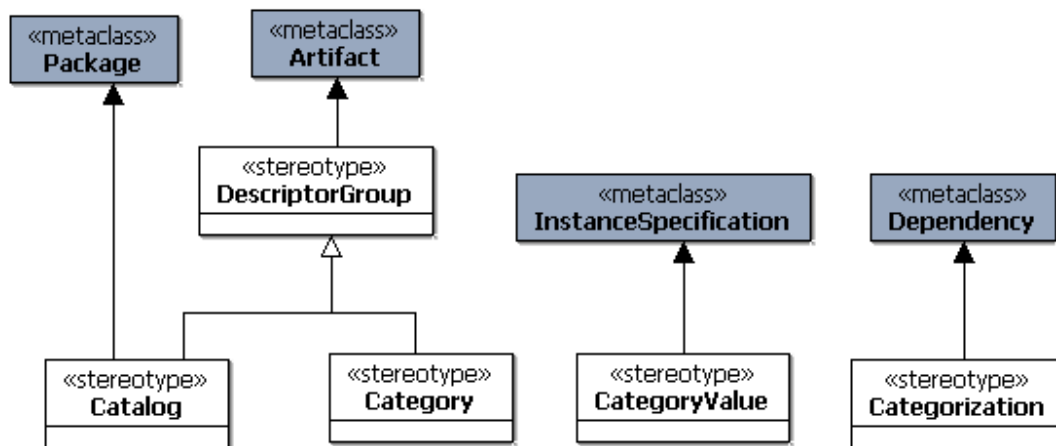 «metaclass»
Package
«metaclass»
Artifact
«stereotype»
DescriptorGroup
«metaclass»
InstanceSpecification
«metaclass»
Dependency
«stereotype»
Catalog
«stereotype»
Category
«stereotype»
CategoryValue
«stereotype»
Categorization